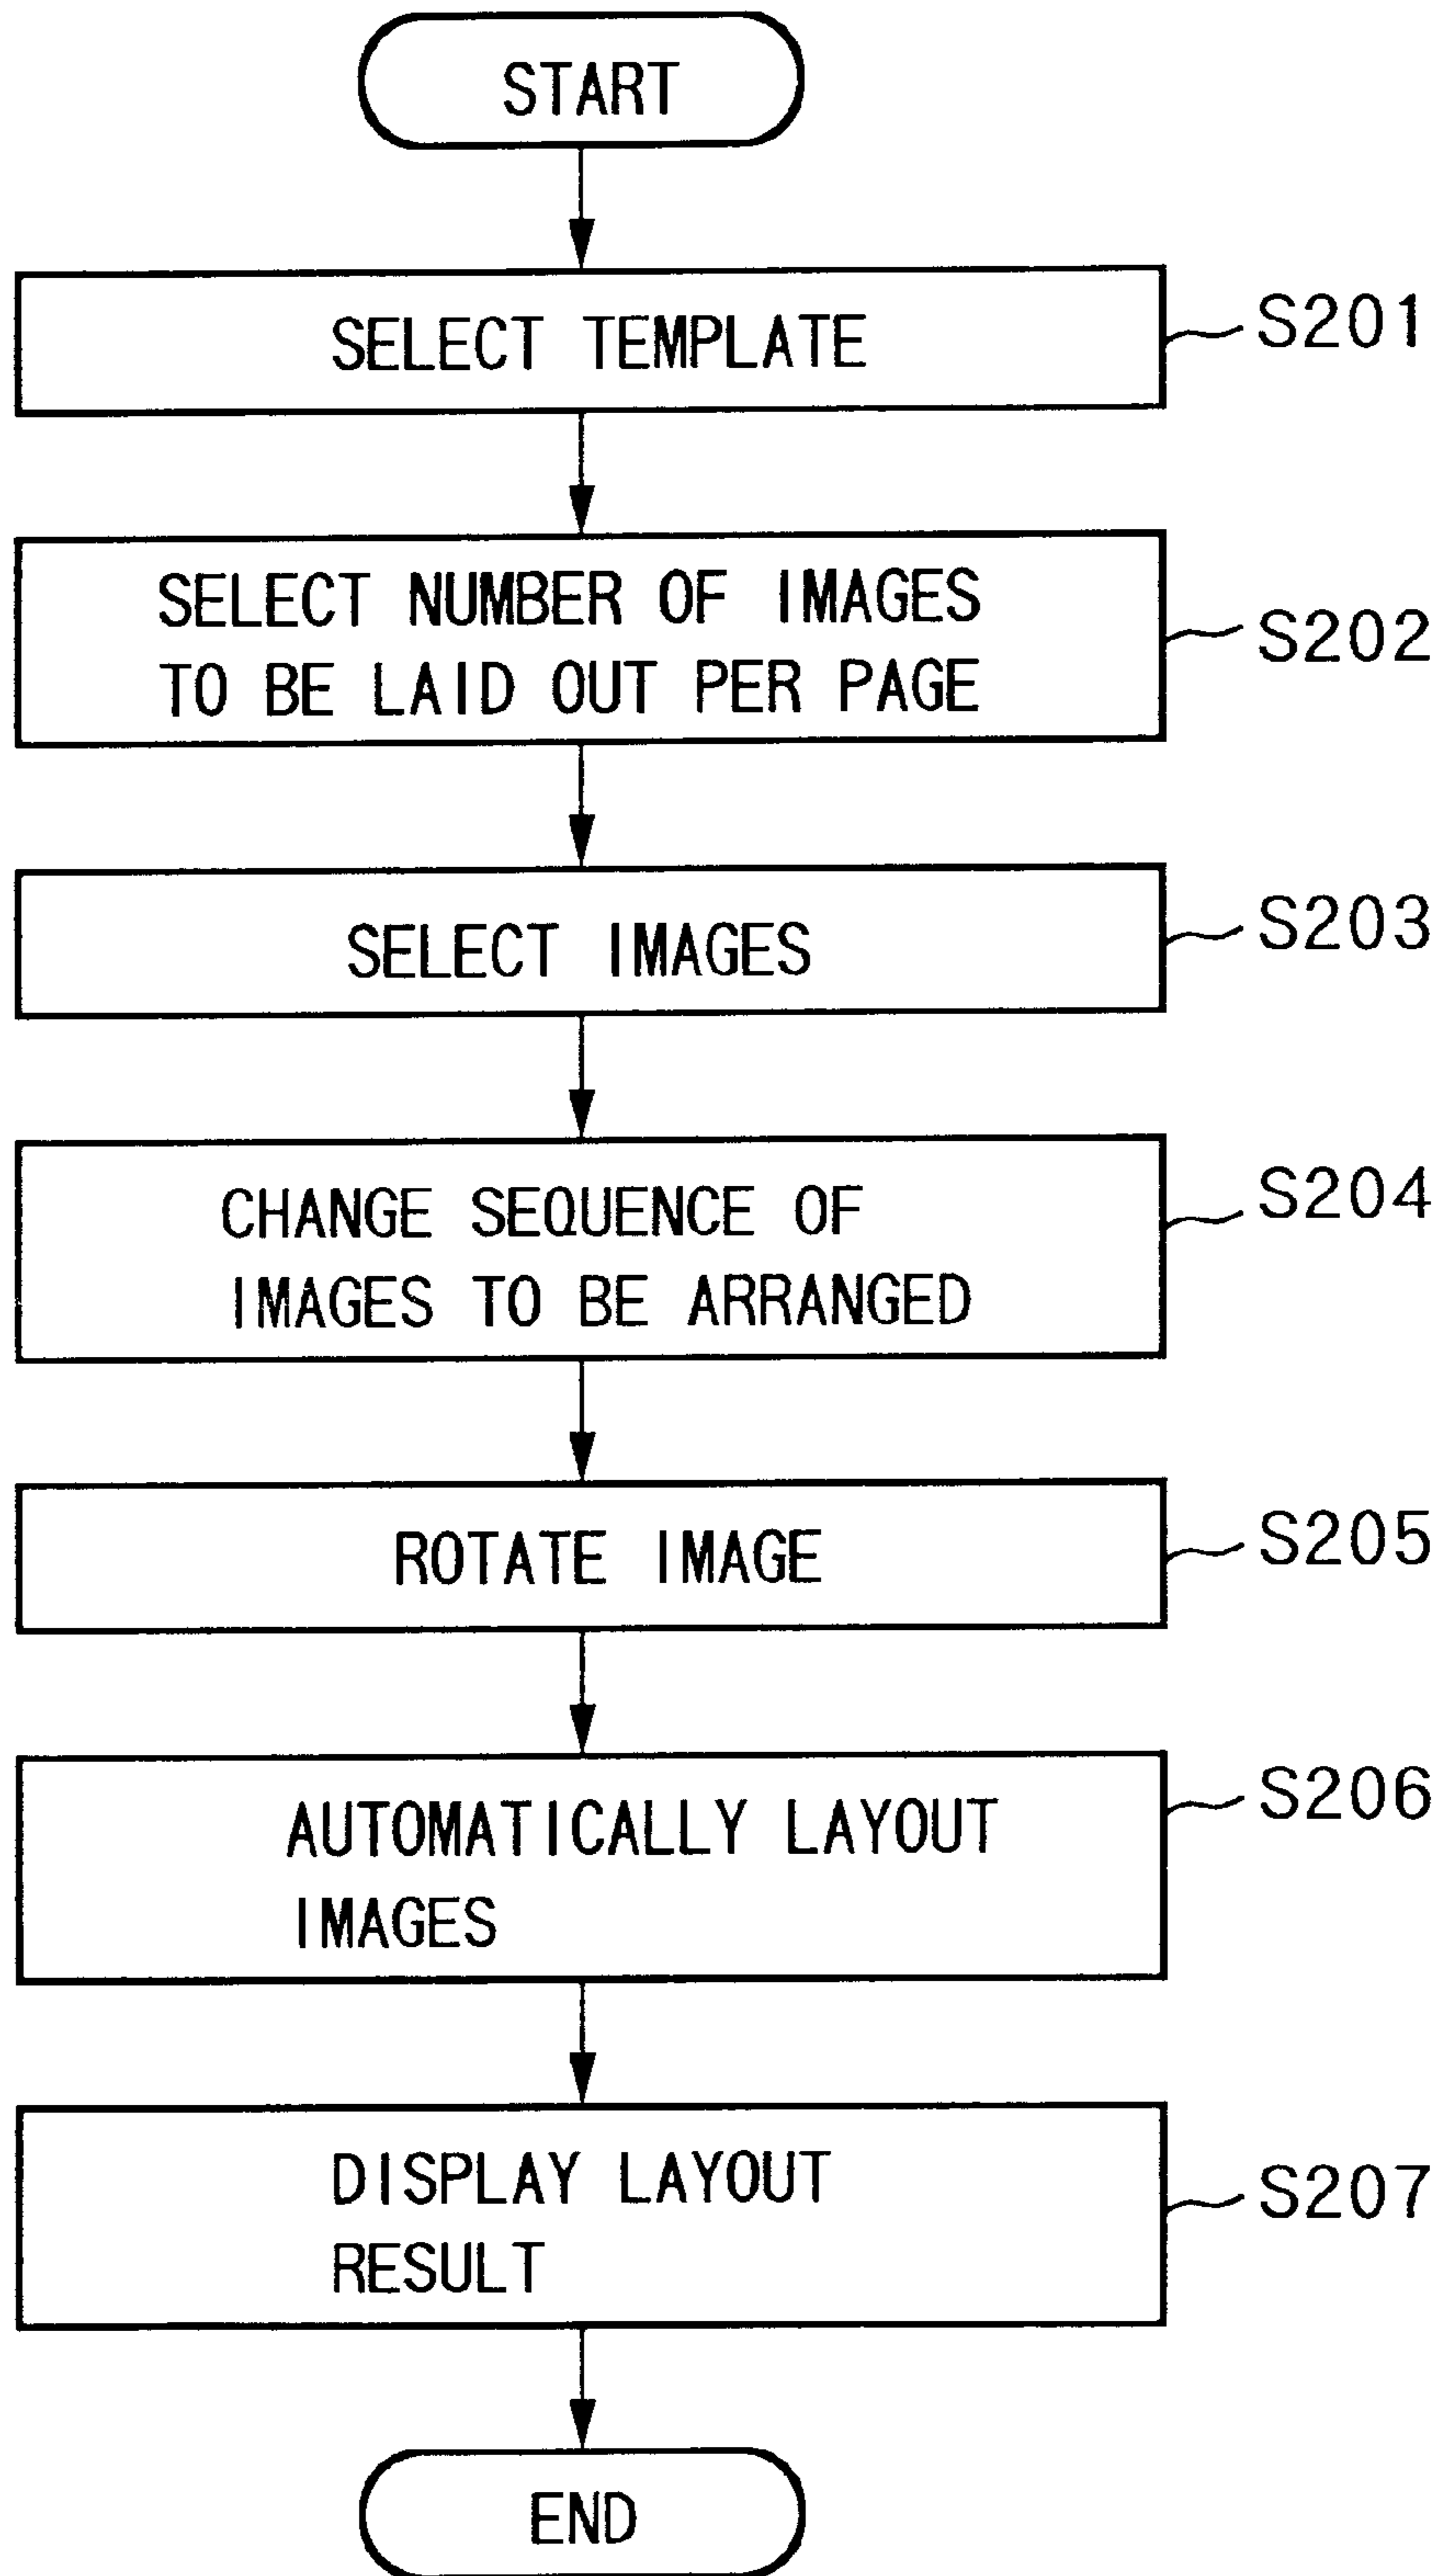 START
SELECT TEMPLATE
S201
SELECT NUMBER OF IMAGES
TO BE LAID OUT PER PAGE
S202
SELECT IMAGES
S203
CHANGE SEQUENCE OF
IMAGES TO BE ARRANGED
S204
ROTATE IMAGE
S205
AUTOMATICALLY LAYOUT
IMAGES
S206
DISPLAY LAYOUT
RESULT
S207
END